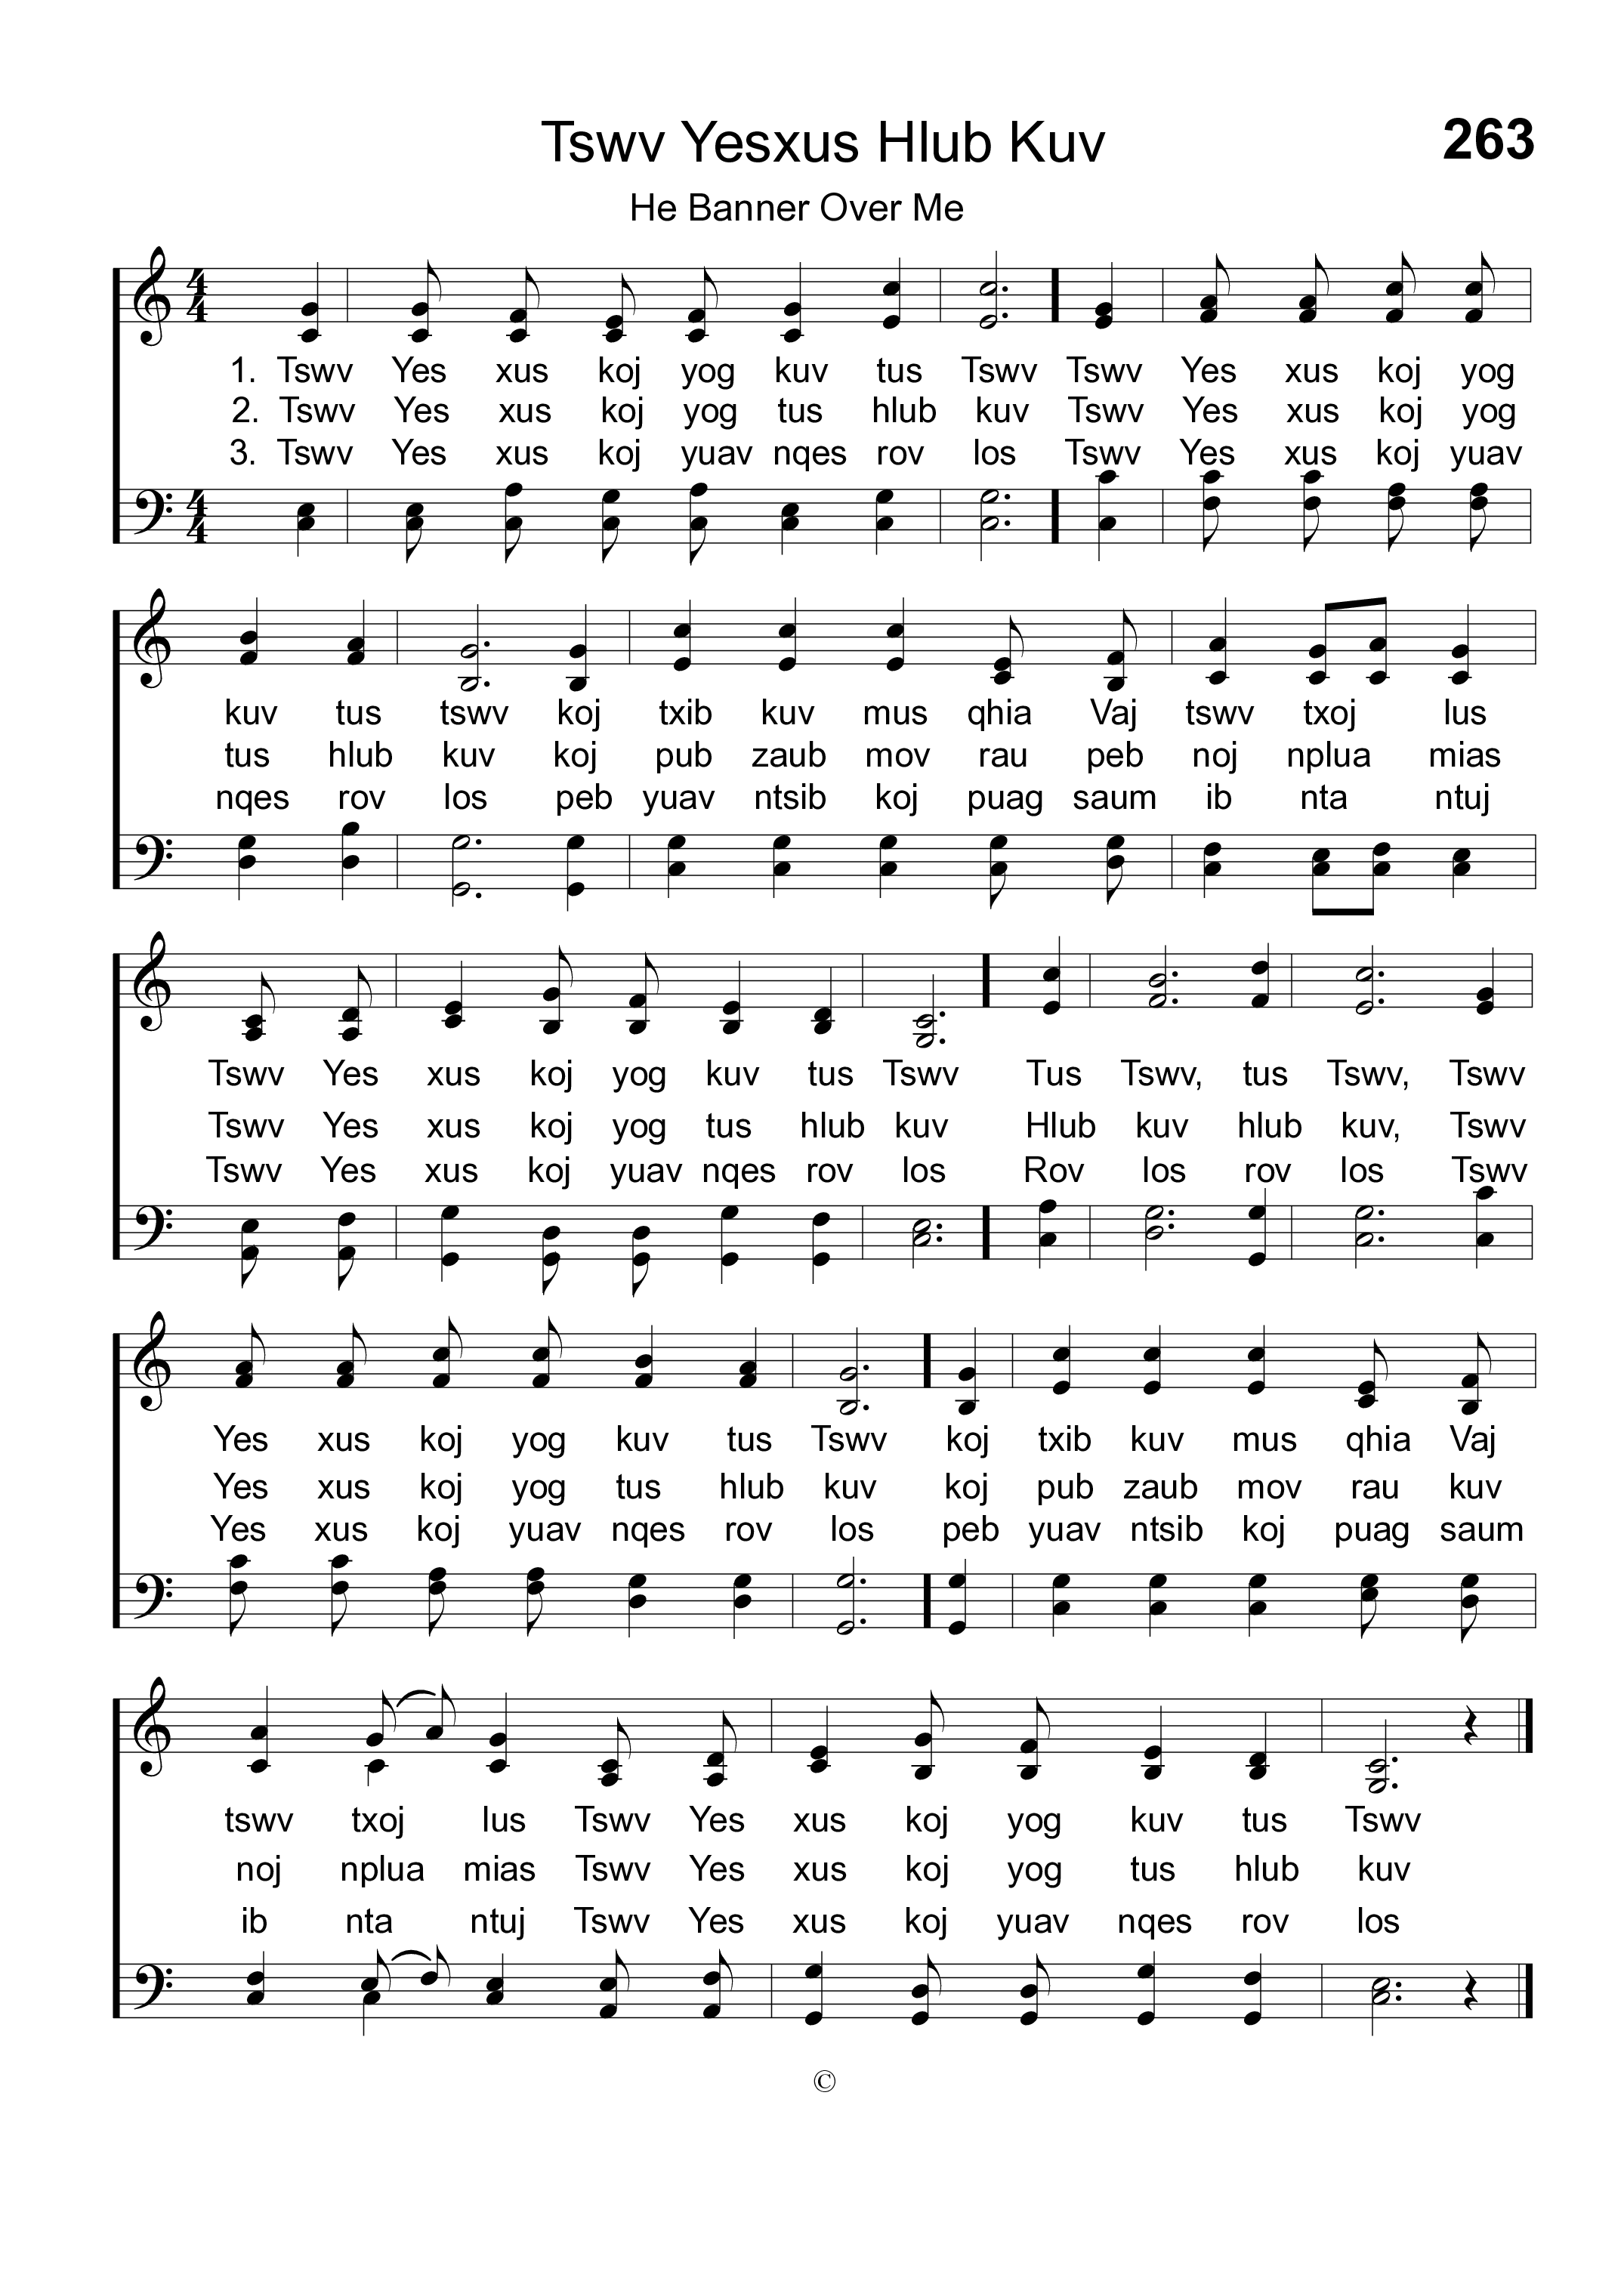 Tswv Yesxus Hlub Kuv 263
He Banner Over Me
1. Tswv Yes xus koj yog kuv tus Tswv Tswv Yes xus koj yog
2. Tswv Yes xus koj yog tus hlub kuv Tswv Yes xus koj yog
3. Tswv Yes xus koj yuav nqes rov los Tswv Yes xus koj yuav
kuv tus tswv koj txib kuv mus qhia Vaj tswv txoj lus
tus hlub kuv koj pub zaub mov rau peb noj nplua mias
nqes rov los peb yuav ntsib koj puag saum ib nta ntuj
Tswv Yes xus koj yog kuv tus Tswv Tus Tswv, tus Tswv, Tswv
Tswv Yes xus koj yog tus hlub kuv Hlub kuv hlub kuv, Tswv
Tswv Yes xus koj yuav nqes rov los Rov los rov los Tswv
Yes xus koj yog kuv tus Tswv koj txib kuv mus qhia Vaj
Yes xus koj yog tus hlub kuv koj pub zaub mov rau kuv
Yes xus koj yuav nqes rov los peb yuav ntsib koj puag saum
tswv txoj lus Tswv Yes xus koj yog kuv tus Tswv
noj nplua mias Tswv Yes xus koj yog tus hlub kuv
ib nta ntuj Tswv Yes xus koj yuav nqes rov los
©